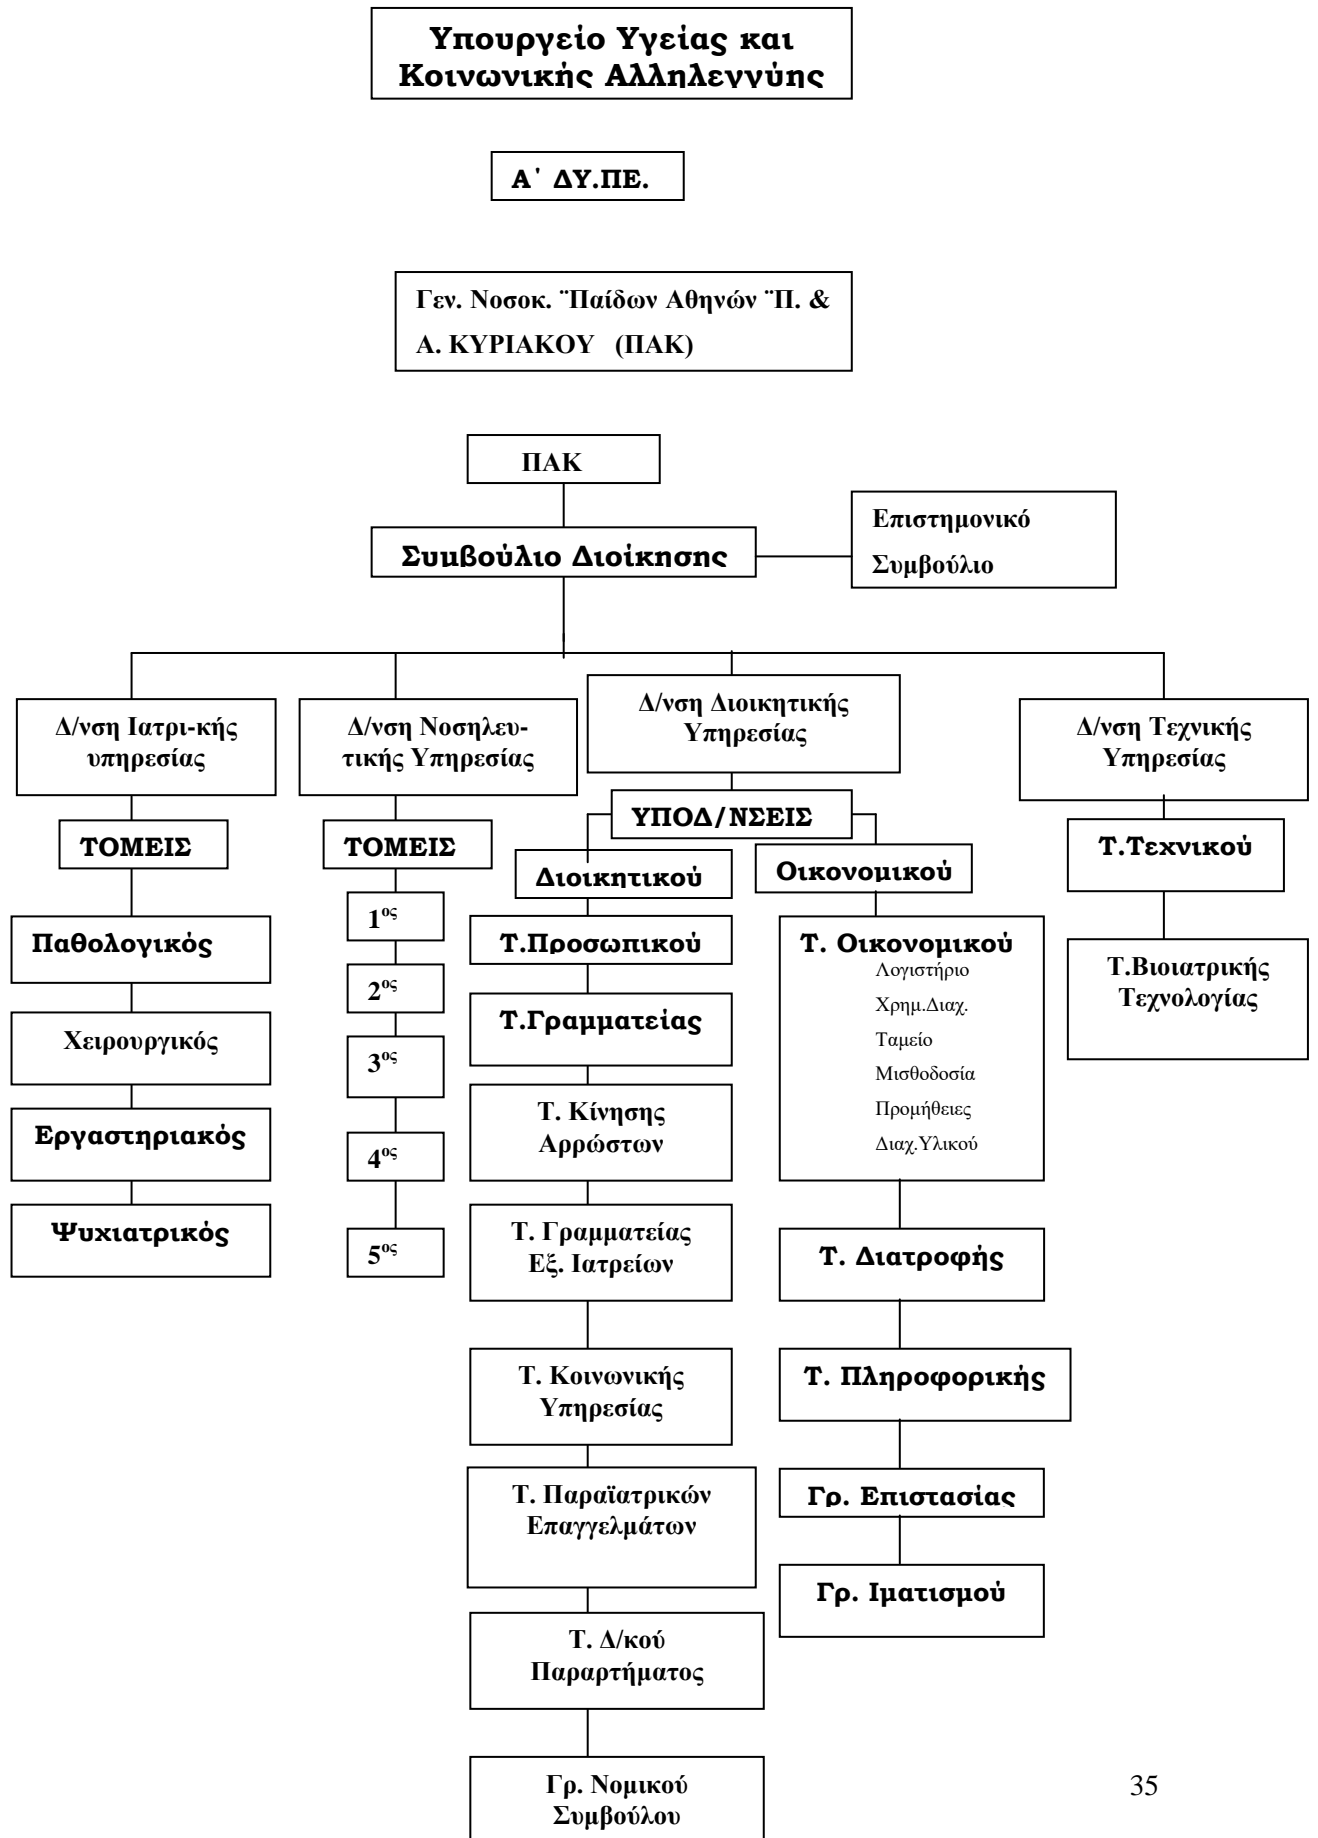 Υπουργείο Υγείας και
Κοινωνικής Αλληλεγγύης
Α΄ ΔΥ.ΠΕ.
Γεν. Νοσοκ. ¨Παίδων Αθηνών ¨Π. &
Α. ΚΥΡΙΑΚΟΥ (ΠΑΚ)
ΠΑΚ
Συμβούλιο Διοίκησης
Επιστημονικό
Συμβούλιο
Δ/νση Ιατρι-κής
υπηρεσίας
Δ/νση Νοσηλευ-
τικής Υπηρεσίας
Δ/νση Διοικητικής
Υπηρεσίας
Δ/νση Τεχνικής
Υπηρεσίας
ΤΟΜΕΙΣ
Παθολογικός
Χειρουργικός
Εργαστηριακός
Ψυχιατρικός
ΤΟΜΕΙΣ
1ος
2ος
3ος
4ος
5ος
ΥΠΟΔ/ΝΣΕΙΣ
Διοικητικού
Τ.Προσωπικού
Τ.Γραμματείας
Τ. Κίνησης
Αρρώστων
Τ. Γραμματείας
Εξ. Ιατρείων
Τ. Κοινωνικής
Υπηρεσίας
Τ. Παραϊατρικών
Επαγγελμάτων
Τ. Δ/κού
Παραρτήματος
Γρ. Νομικού
Συμβούλου
Οικονομικού
Τ. Οικονομικού
Λογιστήριο
Χρημ.Διαχ.
Ταμείο
Μισθοδοσία
Προμήθειες
Διαχ.Υλικού
Τ. Διατροφής
Τ. Πληροφορικής
Γρ. Επιστασίας
Γρ. Ιματισμού
Τ.Τεχνικού
Τ.Βιοιατρικής
Τεχνολογίας
35